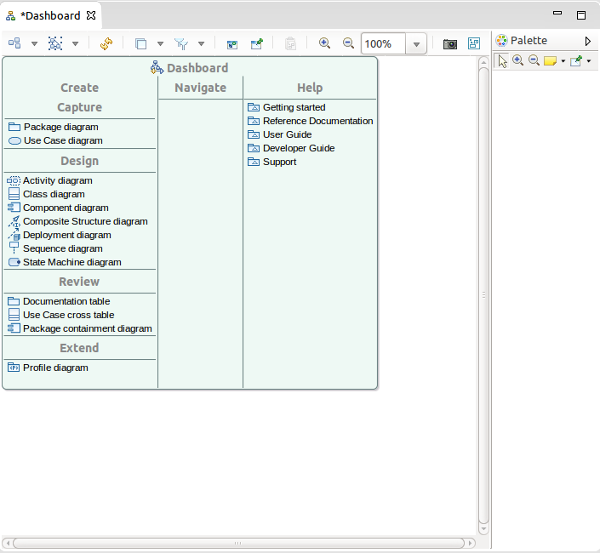 *Dashboard
100%
Palette
Dashboard
Create
Navigate
Help
Capture
Package diagram
Use Case diagram
Design
Activity diagram
Class diagram
Component diagram
Composite Structure diagram
Deployment diagram
Sequence diagram
State Machine diagram
Review
Documentation table
Use Case cross table
Package containment diagram
Extend
Profile diagram
Getting started
Reference Documentation
User Guide
Developer Guide
Support